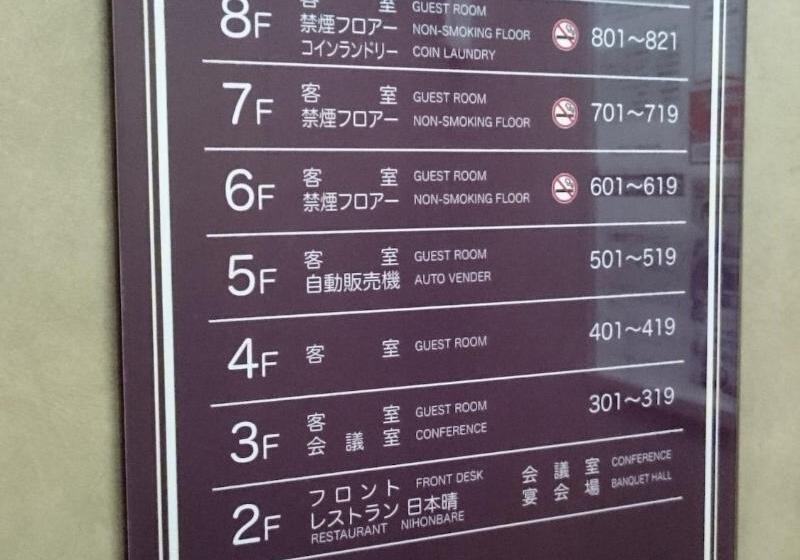 8F 客室 GUEST ROOM
禁煙フロアー NON-SMOKING FLOOR 801〜821
コインランドリー COIN LAUNDRY
7F 客室 GUEST ROOM
禁煙フロアー NON-SMOKING FLOOR 701〜719
6F 客室 GUEST ROOM
禁煙フロアー NON-SMOKING FLOOR 601〜619
5F 客室 GUEST ROOM 501〜519
自動販売機 AUTO VENDER
4F 客室 GUEST ROOM 401〜419
3F 客室 GUEST ROOM 301〜319
会議室 CONFERENCE
2F フロント FRONT DESK 会議室 CONFERENCE
レストラン 日本晴 宴会場 BANQUET HALL
RESTAURANT NIHONBARE